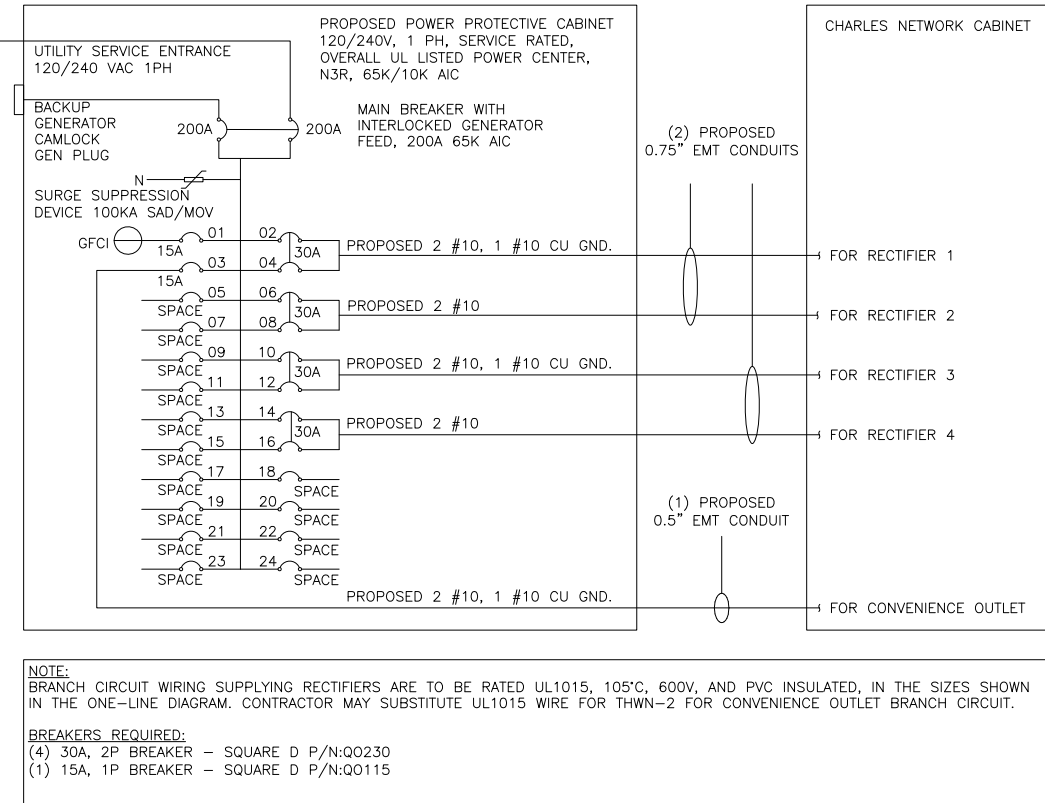 PROPOSED POWER PROTECTIVE CABINET
120/240V, 1 PH, SERVICE RATED,
OVERALL UL LISTED POWER CENTER,
N3R, 65K/10K AIC
CHARLES NETWORK CABINET
UTILITY SERVICE ENTRANCE
120/240 VAC 1PH
BACKUP
GENERATOR
CAMLOCK
GEN PLUG
200A
200A
MAIN BREAKER WITH
INTERLOCKED GENERATOR
FEED, 200A 65K AIC
(2) PROPOSED
0.75" EMT CONDUITS
N
SURGE SUPPRESSION
DEVICE 100KA SAD/MOV
GFCI
15A
01
02
30A
PROPOSED 2 #10, 1 #10 CU GND.
FOR RECTIFIER 1
15A
03
04
SPACE
05
06
30A
PROPOSED 2 #10
FOR RECTIFIER 2
SPACE
07
08
SPACE
09
10
30A
PROPOSED 2 #10, 1 #10 CU GND.
FOR RECTIFIER 3
SPACE
11
12
SPACE
13
14
30A
PROPOSED 2 #10
FOR RECTIFIER 4
SPACE
15
16
SPACE
17
18
SPACE
SPACE
19
20
SPACE
SPACE
21
22
SPACE
SPACE
23
24
SPACE
(1) PROPOSED
0.5" EMT CONDUIT
PROPOSED 2 #10, 1 #10 CU GND.
FOR CONVENIENCE OUTLET
NOTE:
BRANCH CIRCUIT WIRING SUPPLYING RECTIFIERS ARE TO BE RATED UL1015, 105°C, 600V, AND PVC INSULATED, IN THE SIZES SHOWN
IN THE ONE-LINE DIAGRAM. CONTRACTOR MAY SUBSTITUTE UL1015 WIRE FOR THWN-2 FOR CONVENIENCE OUTLET BRANCH CIRCUIT.
BREAKERS REQUIRED:
(4) 30A, 2P BREAKER - SQUARE D P/N:QO230
(1) 15A, 1P BREAKER - SQUARE D P/N:QO115